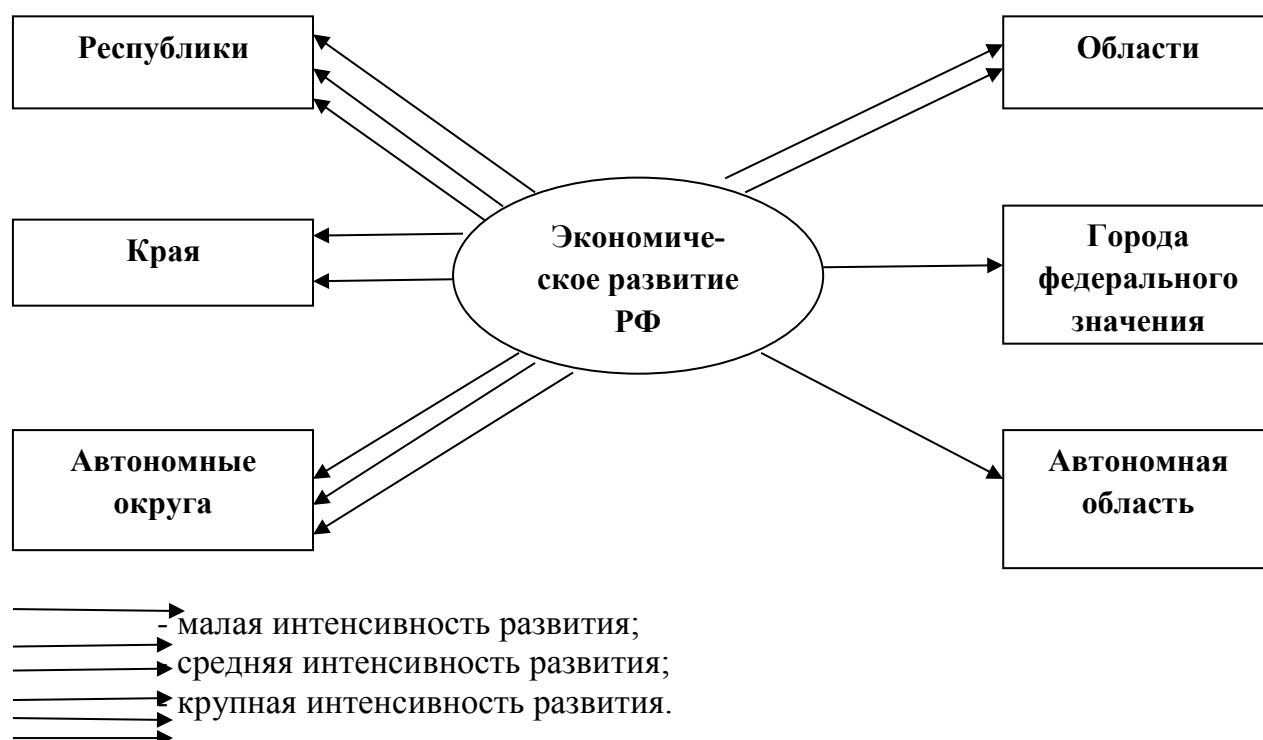 Республики
Области
Края
Экономиче-
ское развитие
РФ
Города
федерального
значения
Автономные
округа
Автономная
область
- малая интенсивность развития;
- средняя интенсивность развития;
- крупная интенсивность развития.